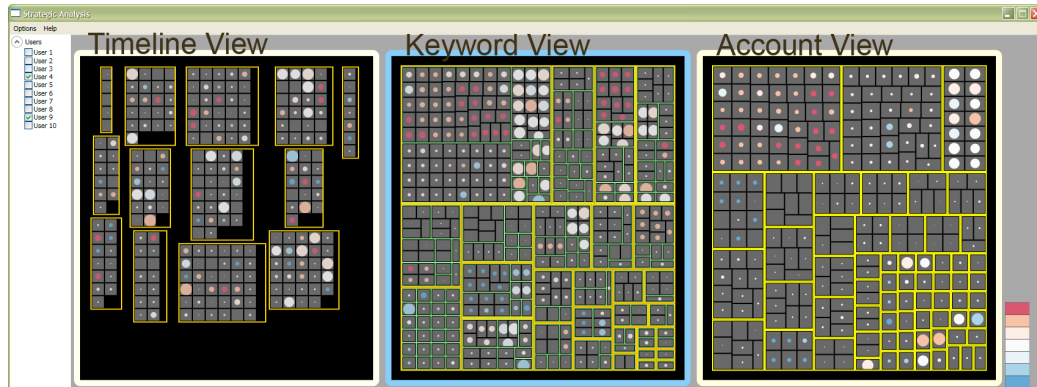 Strategic Analysis
Options Help
Users
User 1
User 2
User 3
User 4
User 5
User 6
User 7
User 8
User 9
User 10
Timeline View
Keyword View
Account View